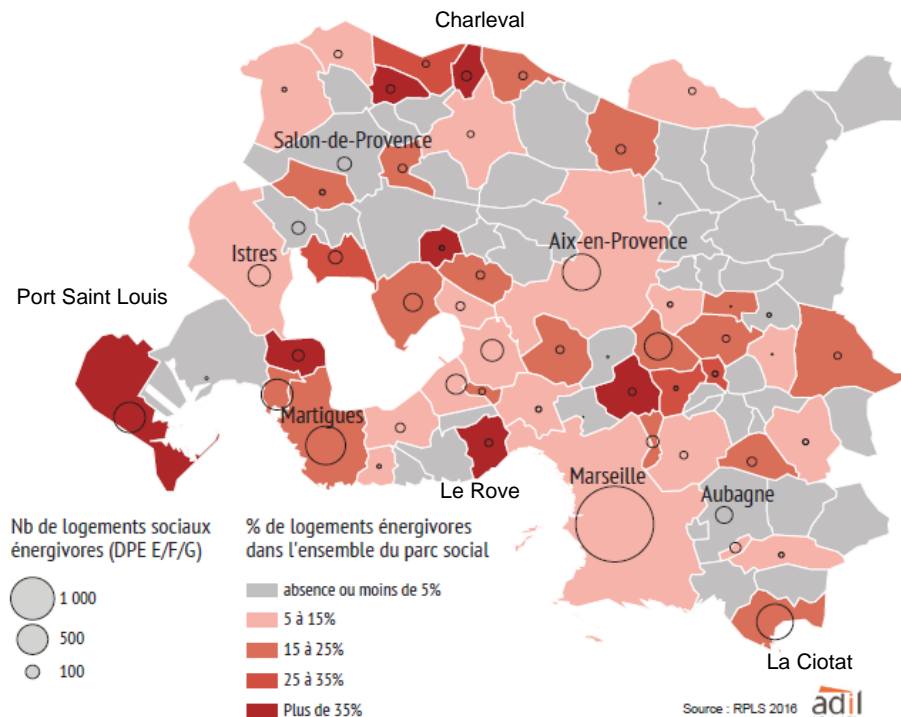 Charleval
Salon-de-Provence
Aix-en-Provence
Istres
Port Saint Louis
Martigues
Marseille
Le Rove
Aubagne
La Ciotat
Nb de logements sociaux
énergivores (DPE E/F/G)
1 000
500
100
% de logements énergivores
dans l'ensemble du parc social
absence ou moins de 5%
5 à 15%
15 à 25%
25 à 35%
Plus de 35%
Source : RPLS 2016
adil